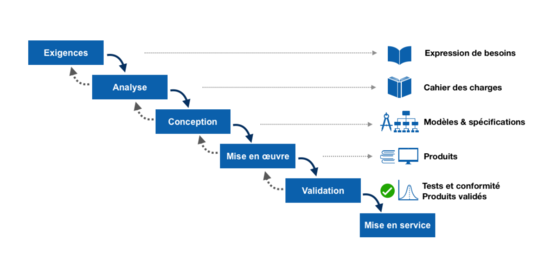 Exigences
Expression de besoins
Analyse
Cahier des charges
Conception
Modèles & spécifications
Mise en œuvre
Produits
Validation
Tests et conformité
Produits validés
Mise en service